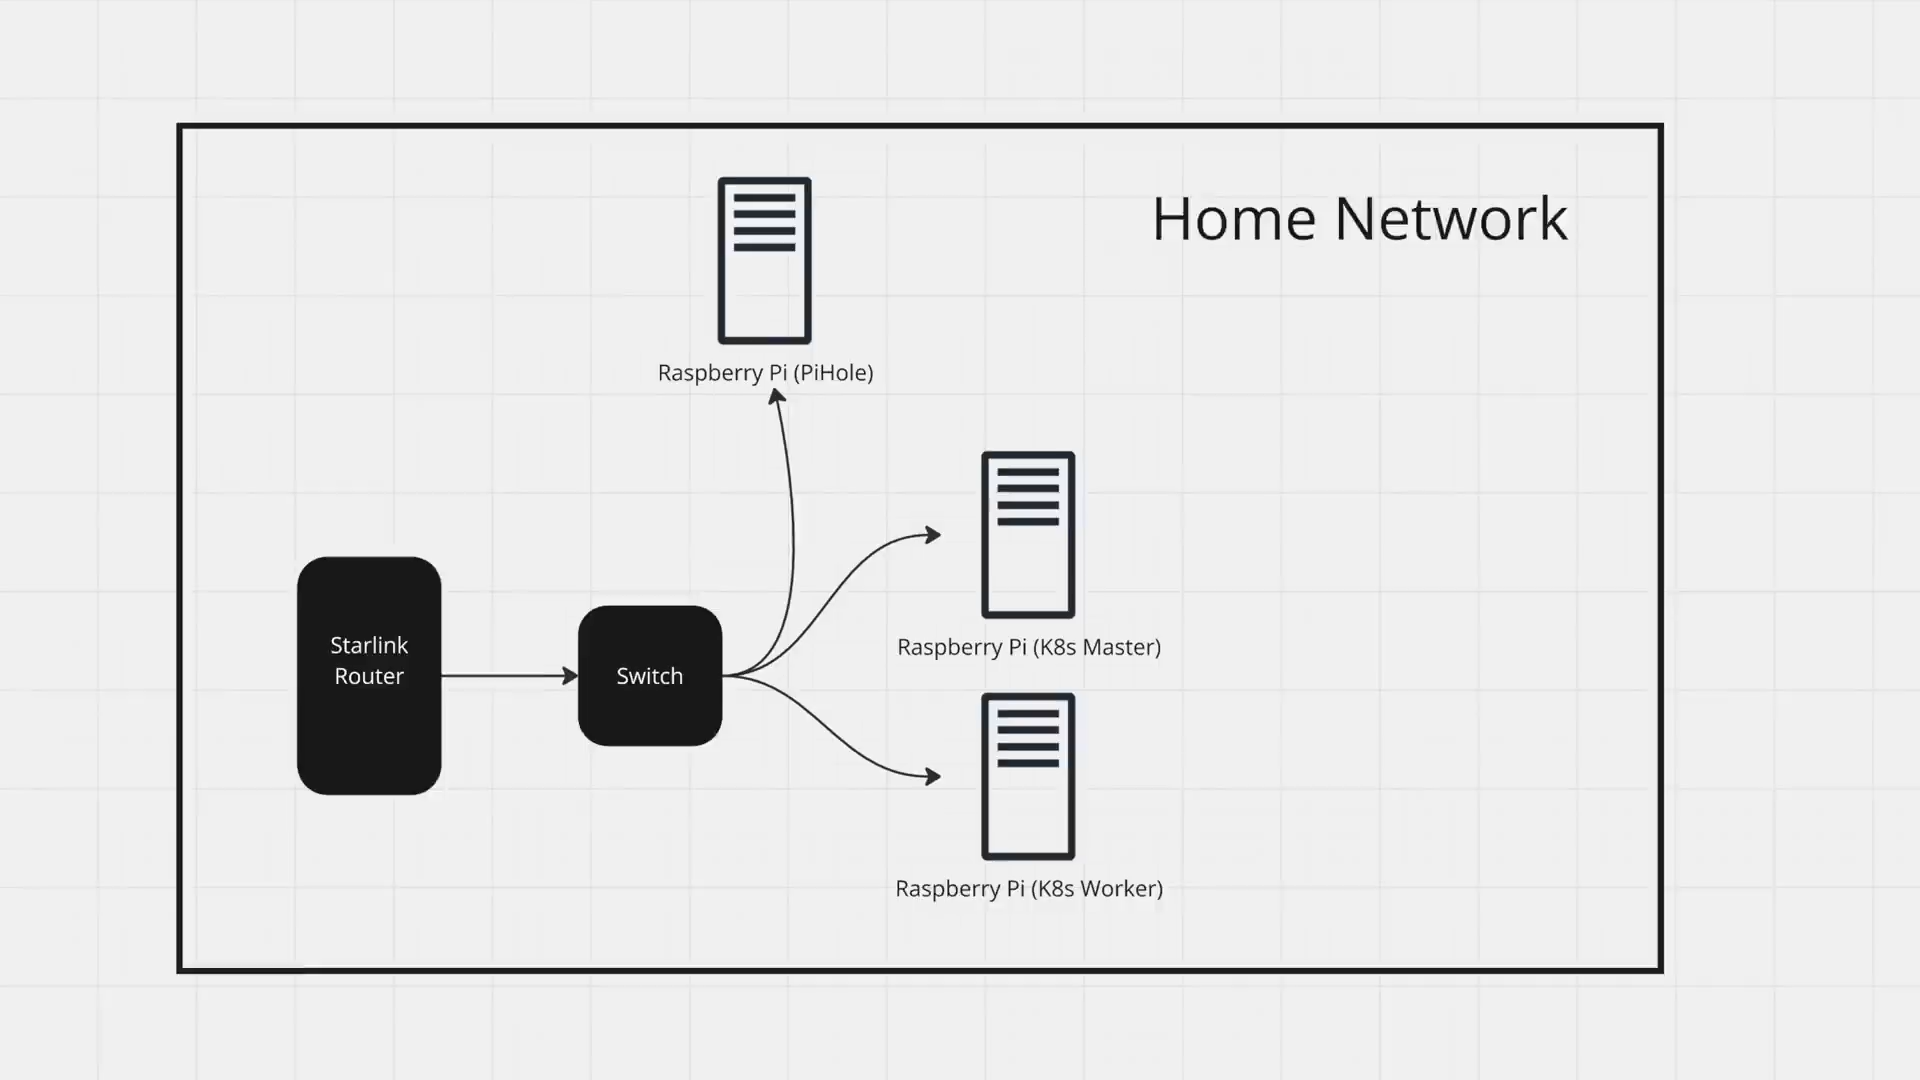 Home Network
Raspberry Pi (PiHole)
Raspberry Pi (K8s Master)
Starlink
Router
Switch
Raspberry Pi (K8s Worker)